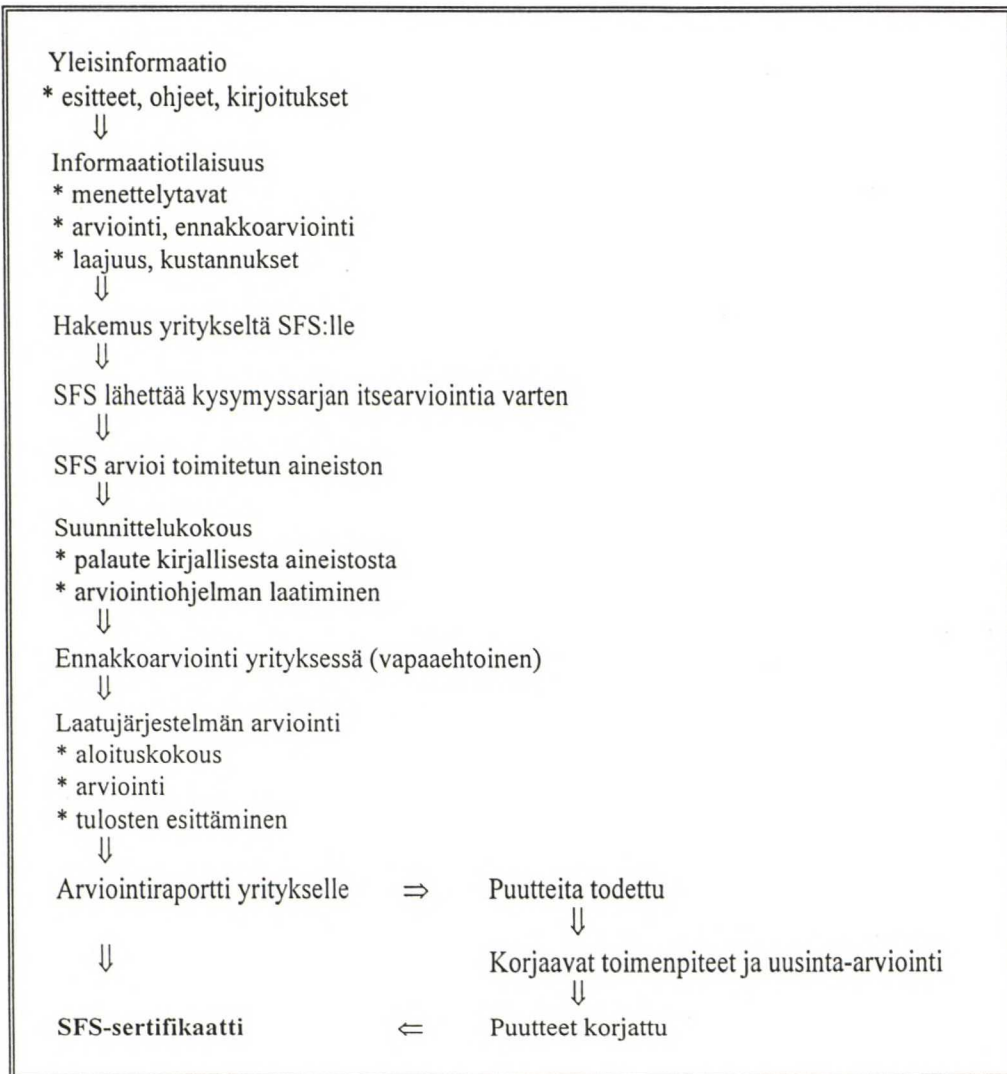 Yleisinformaatio
* esitteet, ohjeet, kirjoitukset
⇓
Informaatiotilaisuus
* menettelytavat
* arviointi, ennakkoarviointi
* laajuus, kustannukset
⇓
Hakemus yritykseltä SFS:lle
⇓
SFS lähettää kysymyssarjan itsearviointia varten
⇓
SFS arvioi toimitetun aineiston
⇓
Suunnittelukokous
* palaute kirjallisesta aineistosta
* arviointiohjelman laatiminen
⇓
Ennakkoarviointi yrityksessä (vapaaehtoinen)
⇓
Laatujärjestelmän arviointi
* aloituskokous
* arviointi
* tulosten esittäminen
⇓
Arviointiraportti yritykselle ⇒ Puutteita todettu
⇓
⇓ Korjaavat toimenpiteet ja uusinta-arviointi
⇓
SFS-sertifikaatti ⇐ Puutteet korjattu